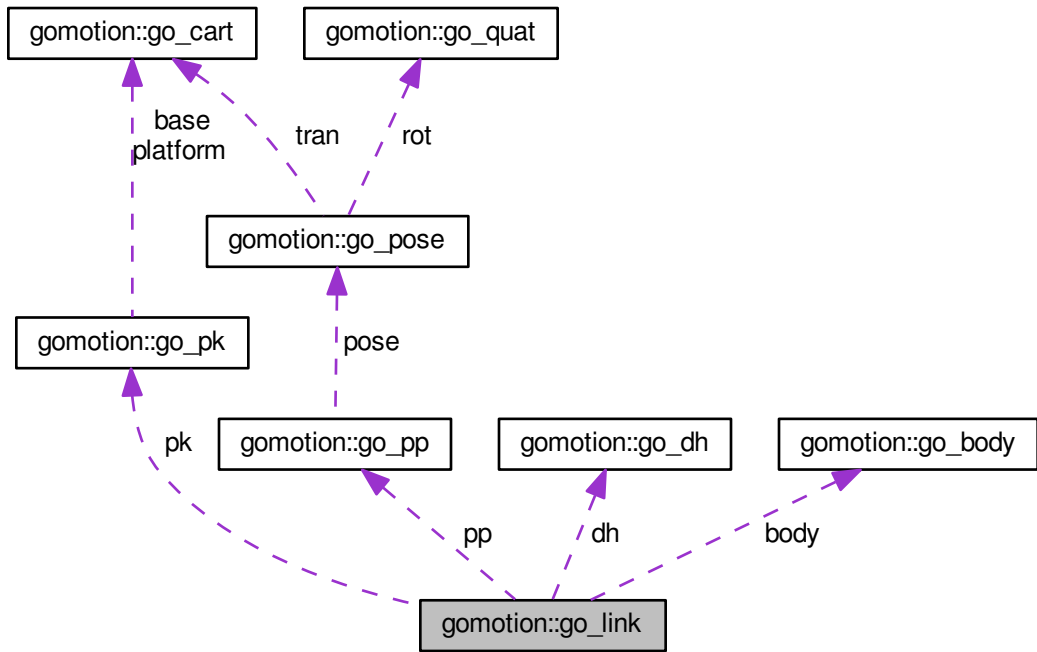 gomotion::go_cart
gomotion::go_quat
base
platform
tran
rot
gomotion::go_pose
gomotion::go_pk
pose
gomotion::go_pp
gomotion::go_dh
gomotion::go_body
pk
pp
dh
body
gomotion::go_link